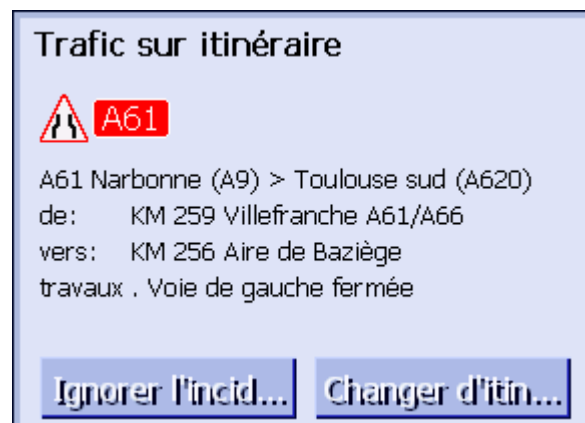 Trafic sur itinéraire
A61
A61 Narbonne (A9) > Toulouse sud (A620)
de: KM 259 Villefranche A61/A66
vers: KM 256 Aire de Baziège
travaux . Voie de gauche fermée
Ignorer l'incid... Changer d'itin...